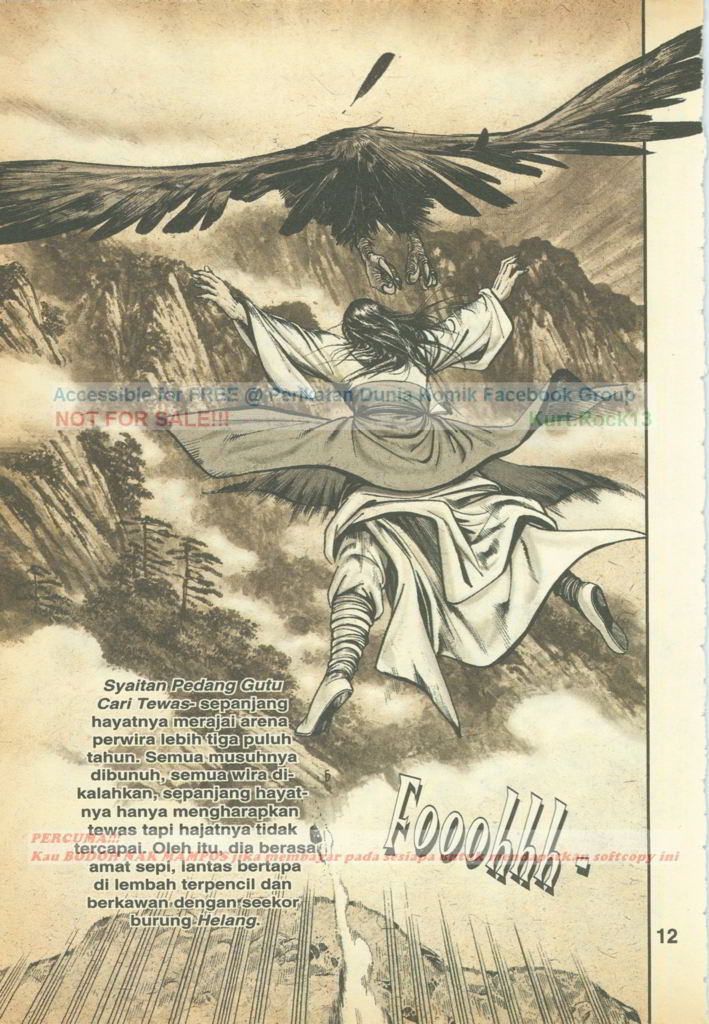 Accessible for FREE @ Perikatan Dunia Komik Facebook Group
NOT FOR SALE!!!
Kurt.Rock13
Syaitan Pedang Gutu
Cari Tewas- sepanjang
hayatnya merajai arena
perwira lebih tiga puluh
tahun. Semua musuhnya
dibunuh, semua wira di-
kalahkan, sepanjang hayat-
nya hanya mengharapkan
tewas tapi hajatnya tidak
tercapai. Oleh itu, dia berasa
amat sepi, lantas bertapa
di lembah terpencil dan
berkawan dengan seekor
burung Helang.
Fooohhh -
PERCUMA!!!
Kau BODOH NAK MAMPOS jika membayar pada sesiapa untuk mendapatkan softcopy ini
12